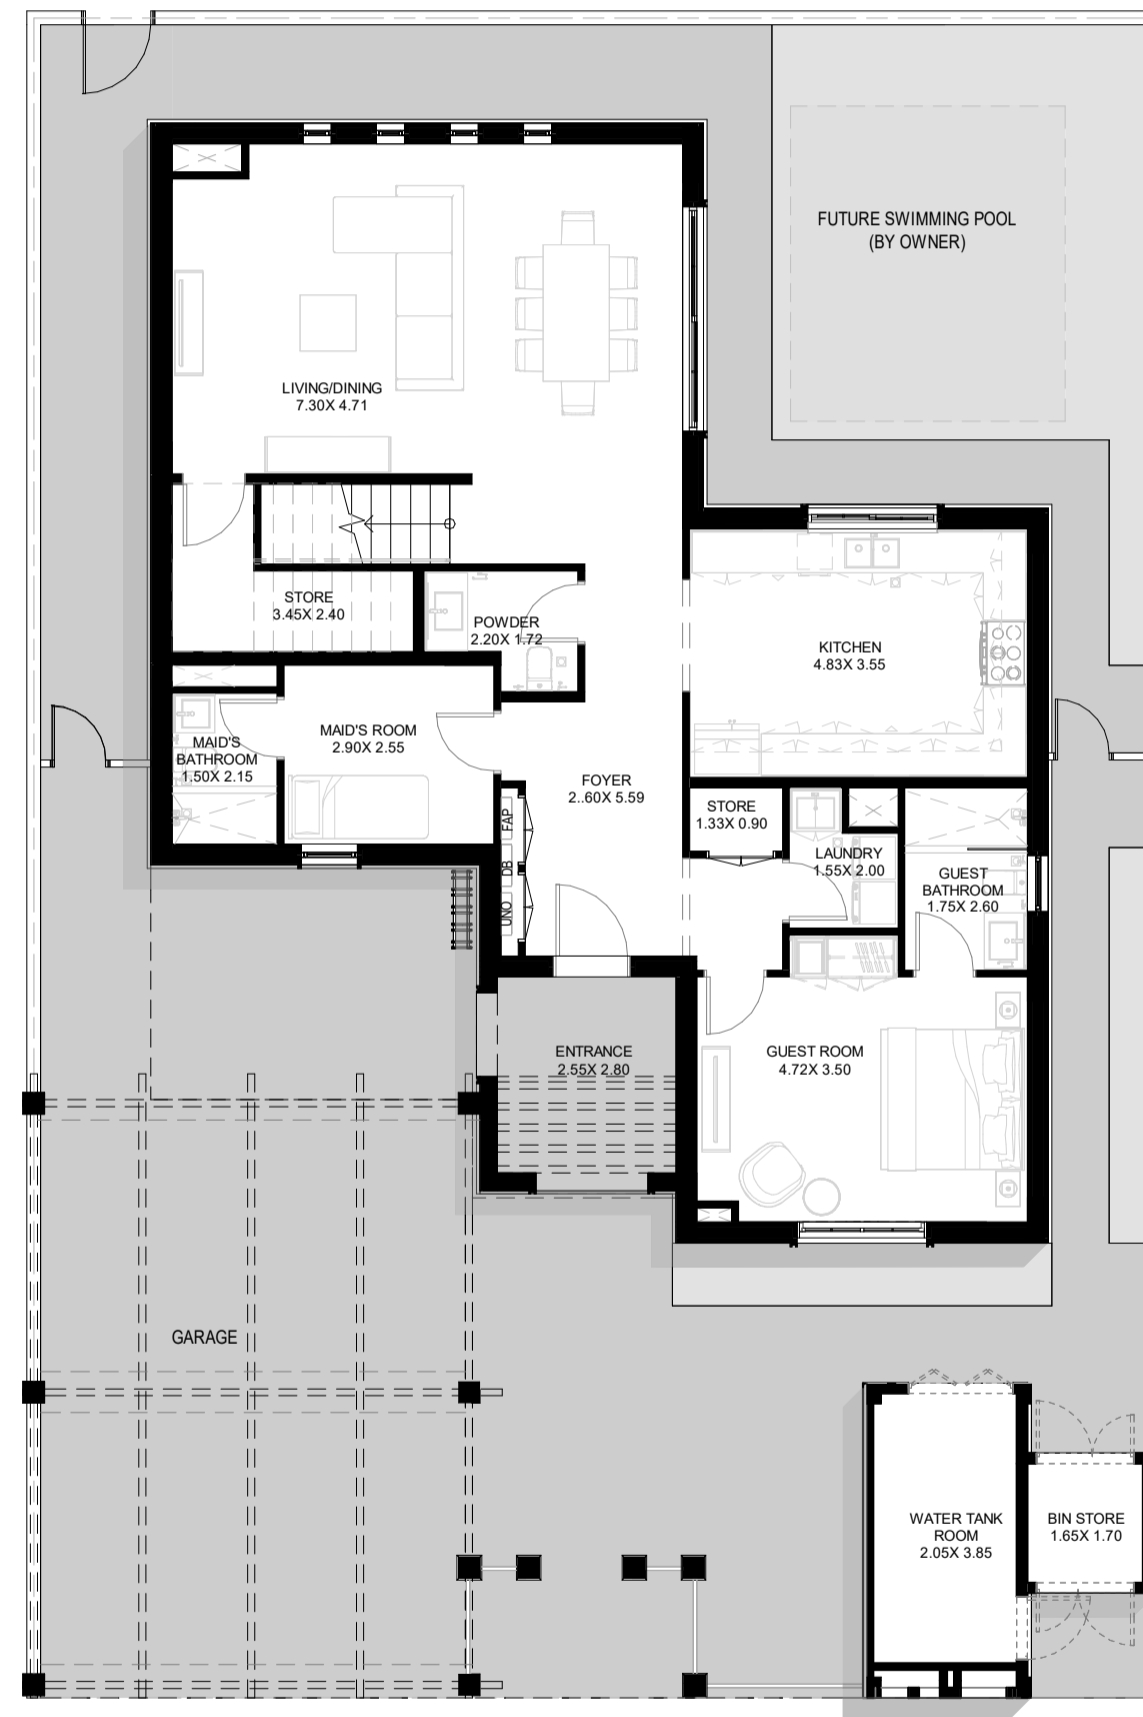 FUTURE SWIMMING POOL
(BY OWNER)
LIVING/DINING
7.30X 4.71
STORE
3.45X 2.40
POWDER
2.20X 1.72
KITCHEN
4.83X 3.55
MAID'S ROOM
2.90X 2.55
MAID'S
BATHROOM
1.50X 2.15
FOYER
2..60X 5.59
FAP
DB
UNO
STORE
1.33X 0.90
LAUNDRY
1.55X 2.00
GUEST
BATHROOM
1.75X 2.60
ENTRANCE
2.55X 2.80
GUEST ROOM
4.72X 3.50
GARAGE
WATER TANK
ROOM
2.05X 3.85
BIN STORE
1.65X 1.70